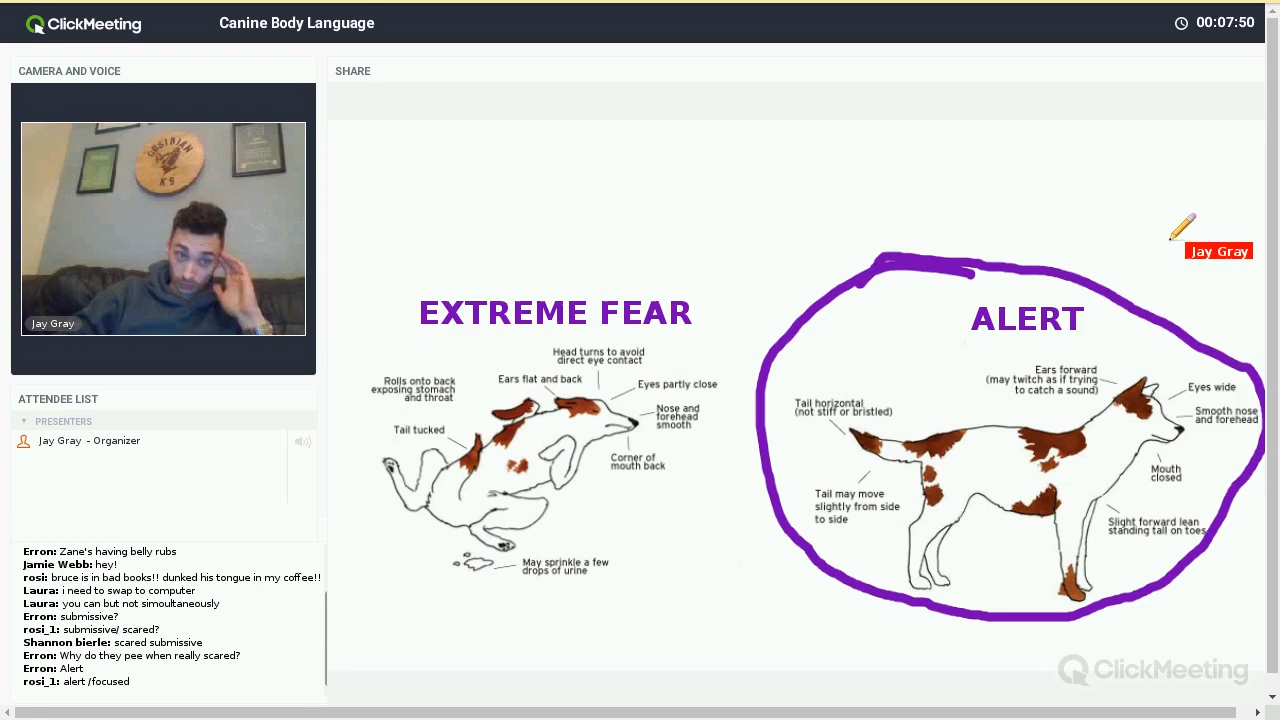 ClickMeeting
Canine Body Language
00:07:50
CAMERA AND VOICE
SHARE
OBSINIAN
K9
Jay Gray
ATTENDEE LIST
PRESENTERS
Jay Gray - Organizer
Erron: Zane's having belly rubs
Jamie Webb: hey!
rosi: bruce is in bad books!! dunked his tongue in my coffee!!
Laura: i need to swap to computer
Laura: you can but not simoultaneously
Erron: submissive?
rosi_1: submissive/ scared?
Shannon bierle: scared submissive
Erron: Why do they pee when really scared?
Erron: Alert
rosi_1: alert /focused
Jay Gray
EXTREME FEAR
Head turns to avoid
direct eye contact
Rolls onto back
exposing stomach
and throat
Ears flat and back
Eyes partly close
Nose and
forehead
smooth
Tail tucked
Corner of
mouth back
May sprinkle a few
drops of urine
ALERT
Ears forward
(may twitch as if trying
to catch a sound)
Eyes wide
Tail horizontal
(not stiff or bristled)
Smooth nose
and forehead
Mouth
closed
Tail may move
slightly from side
to side
Slight forward lean
standing tall on toes
ClickMeeting